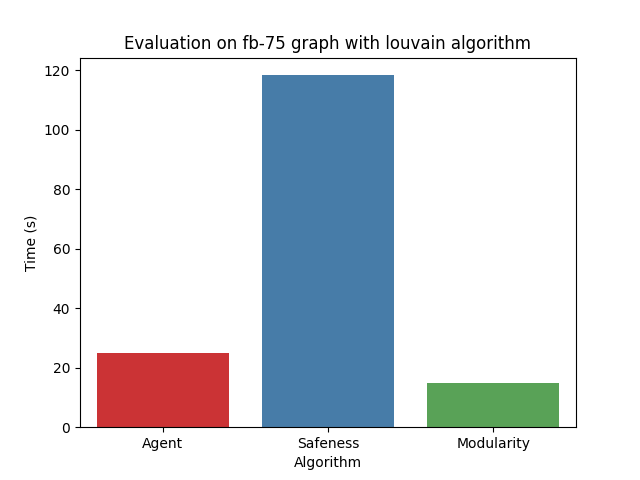 Evaluation on fb-75 graph with louvain algorithm
120
100
80
60
40
20
0
Time (s)
Agent Safeness Modularity
Algorithm